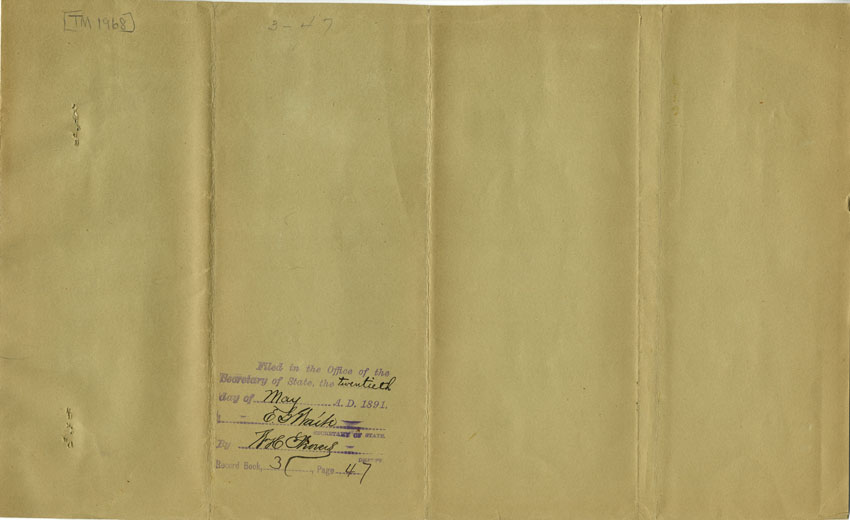 [TM 1968]
3-47
Filed in the Office of the
Secretary of State, the twentieth
day of May A. D. 1891.
E G Waite
SECRETARY OF STATE.
By W H C
DEPUTY
Record Book, 3, Page 47